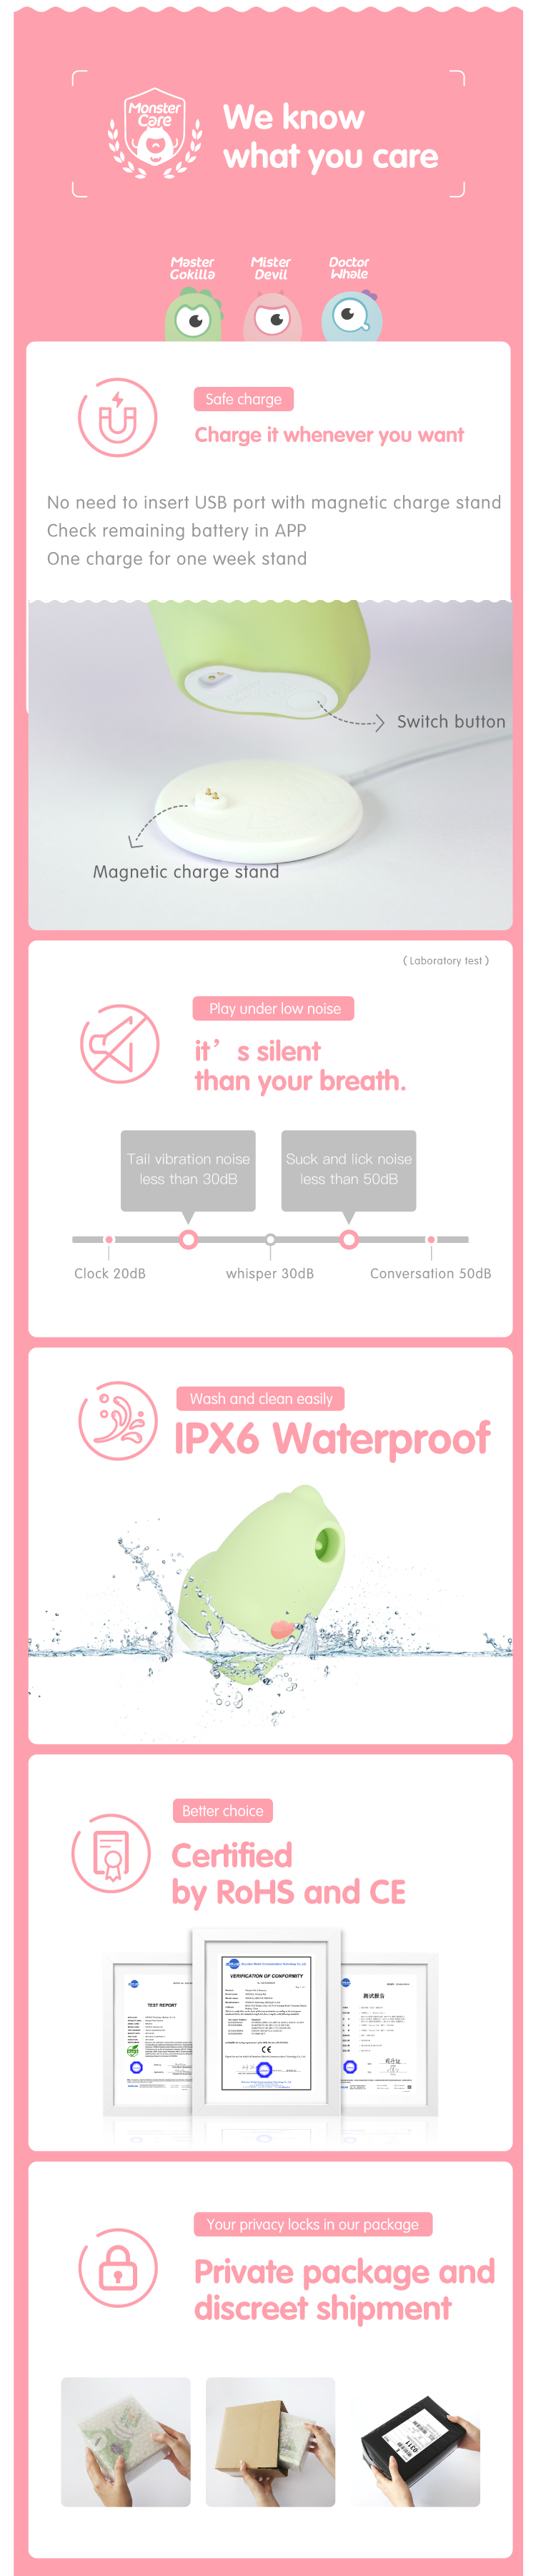 Monster
Care
We know
what you care
Master
Gokilla
Mister
Devil
Doctor
Whale
Safe charge
Charge it whenever you want
No need to insert USB port with magnetic charge stand
Check remaining battery in APP
One charge for one week stand
Switch button
Magnetic charge stand
( Laboratory test )
Play under low noise
it’s silent
than your breath.
Tail vibration noise
less than 30dB
Suck and lick noise
less than 50dB
Clock 20dB
whisper 30dB
Conversation 50dB
Wash and clean easily
IPX6 Waterproof
Better choice
Certified
by RoHS and CE
TEST REPORT
VERIFICATION OF CONFORMITY
CE
测试报告
Your privacy locks in our package
Private package and
discreet shipment